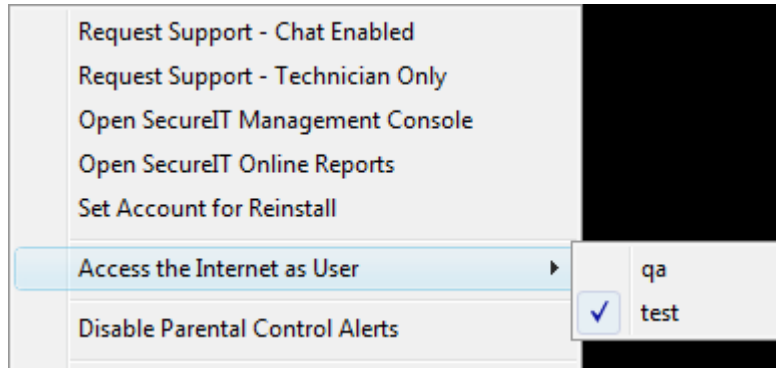 Request Support - Chat Enabled
Request Support - Technician Only
Open SecureIT Management Console
Open SecureIT Online Reports
Set Account for Reinstall
Access the Internet as User
qa
test
Disable Parental Control Alerts